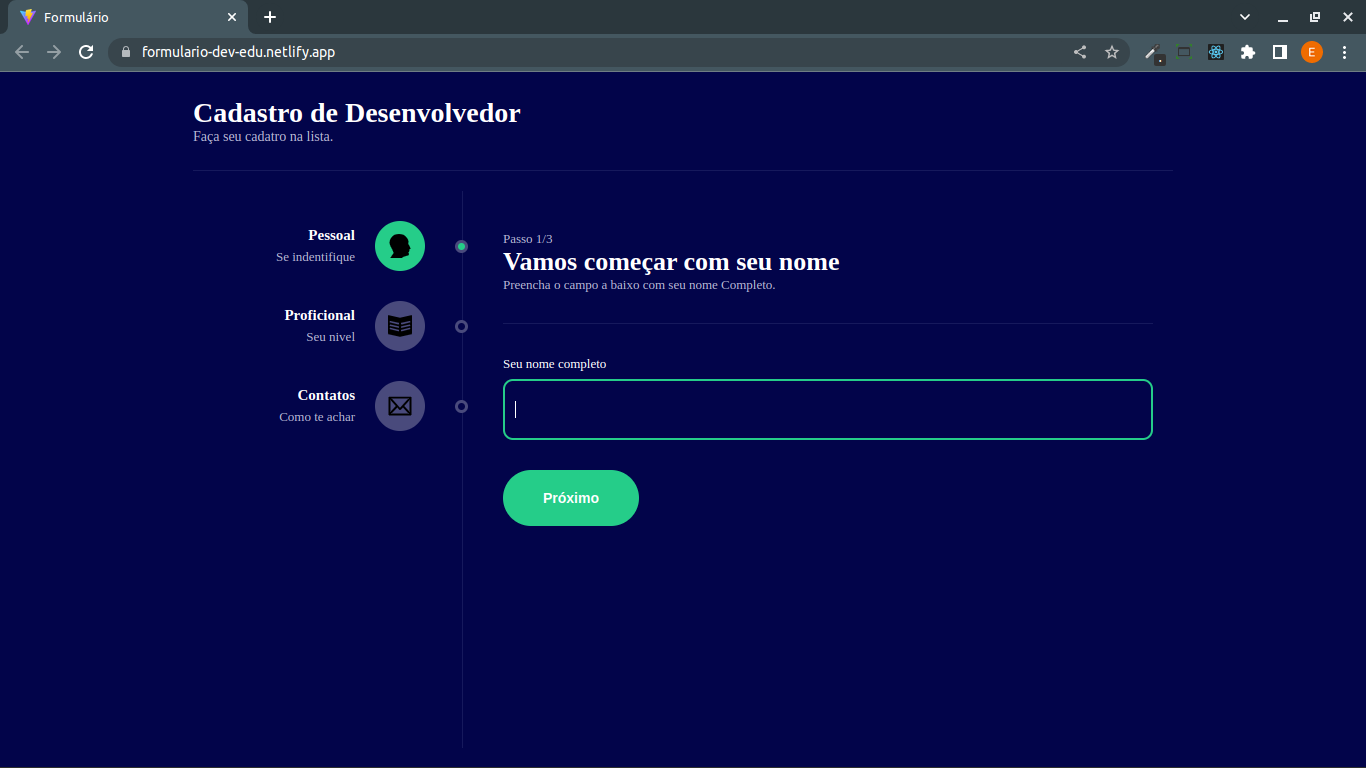 Formulário
formulario-dev-edu.netlify.app
E
Cadastro de Desenvolvedor
Faça seu cadatro na lista.
Pessoal
Se indentifique
Proficional
Seu nivel
Contatos
Como te achar
Passo 1/3
Vamos começar com seu nome
Preencha o campo a baixo com seu nome Completo.
Seu nome completo
Próximo